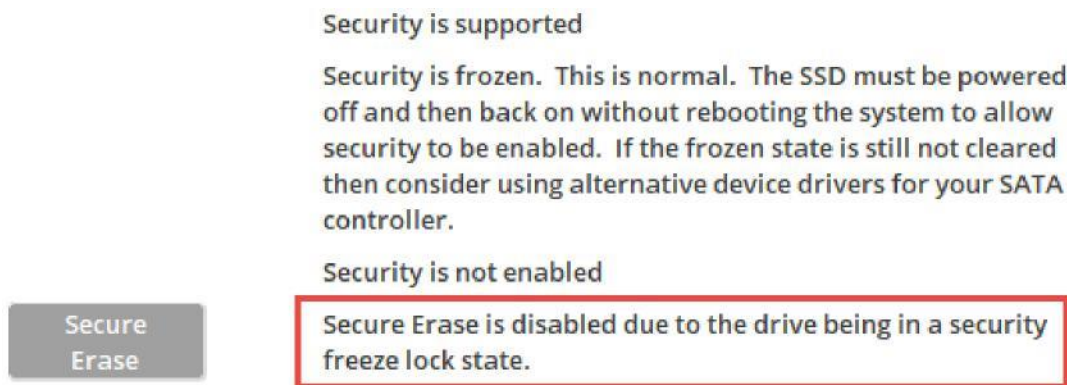 Security is supported
Security is frozen.  This is normal.  The SSD must be powered
off and then back on without rebooting the system to allow
security to be enabled.  If the frozen state is still not cleared
then consider using alternative device drivers for your SATA
controller.
Security is not enabled
Secure
Erase
Secure Erase is disabled due to the drive being in a security
freeze lock state.